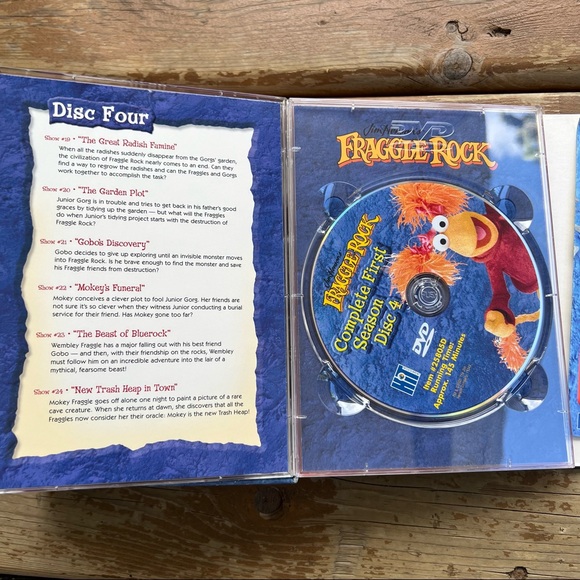 Disc Four
Show #19 • "The Great Radish Famine"
When all the radishes suddenly disappear from the Gorgs' garden,
the civilization of Fraggle Rock nearly comes to an end. Can they
find a way to regrow the radishes and can the Fraggles and Gorgs
work together to accomplish the task?
Show #20 • "The Garden Plot"
Junior Gorg is in trouble and tries to get back in his father's good
graces by tidying up the garden — but what will the Fraggles
do when Junior's tidying project starts with the destruction of
Fraggle Rock?
Show #21 • "Gobo's Discovery"
Gobo decides to give up exploring until an invisible monster moves
into Fraggle Rock. Is he brave enough to find the monster and save
his Fraggle friends from destruction?
Show #22 • "Mokey's Funeral"
Mokey conceives a clever plot to fool Junior Gorg. Her friends are
not sure it's so clever when they witness Junior conducting a burial
service for their friend. Has Mokey gone too far?
Show #23 • "The Beast of Bluerock"
Wembley Fraggle has a major falling out with his best friend
Gobo — and then, with their friendship on the rocks, Wembley
must follow him on an incredible adventure into the lair of a
mythical, fearsome beast!
Show #24 • "New Trash Heap in Town"
Mokey Fraggle goes off alone one night to paint a picture of a rare
cave creature. When she returns at dawn, she discovers that all the
Fraggles now consider her their oracle: Mokey is the new Trash Heap!
DVD
FRAGGLE ROCK
FRAGGLE ROCK
Complete First
Season
Disc 4
DVD
Item #25805D
Running Time:
Approx. 145 Minutes